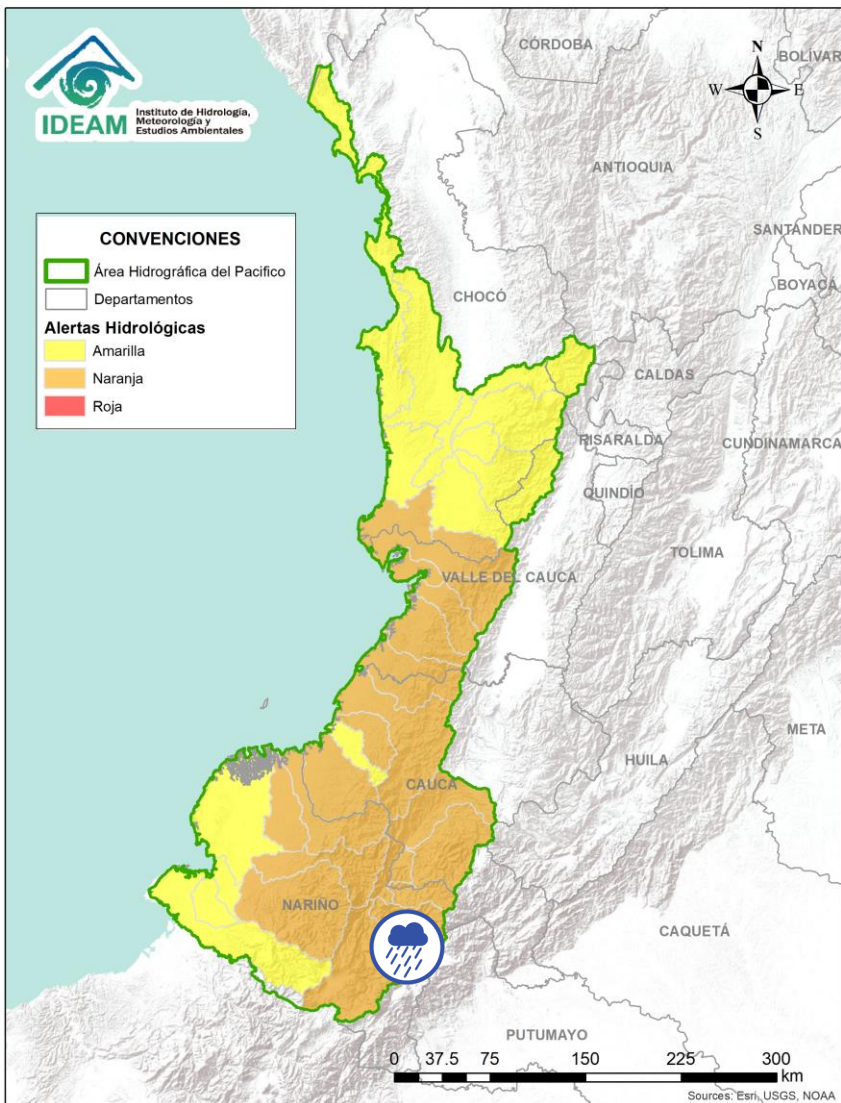 IDEAM
Instituto de Hidrología,
Meteorología y
Estudios Ambientales
CÓRDOBA
BOLÍVAR
N
W
E
S
ANTIOQUIA
SANTANDER
BOYACÁ
CONVENCIONES
Área Hidrográfica del Pacifico
Departamentos
Alertas Hidrológicas
Amarilla
Naranja
Roja
CHOCÓ
CALDAS
RISARALDA
CUNDINAMARCA
QUINDÍO
TOLIMA
VALLE DEL CAUCA
META
HUILA
CAUCA
NARIÑO
CAQUETÁ
PUTUMAYO
0 37.5 75 150 225 300
km
Sources: Esri, USGS, NOAA